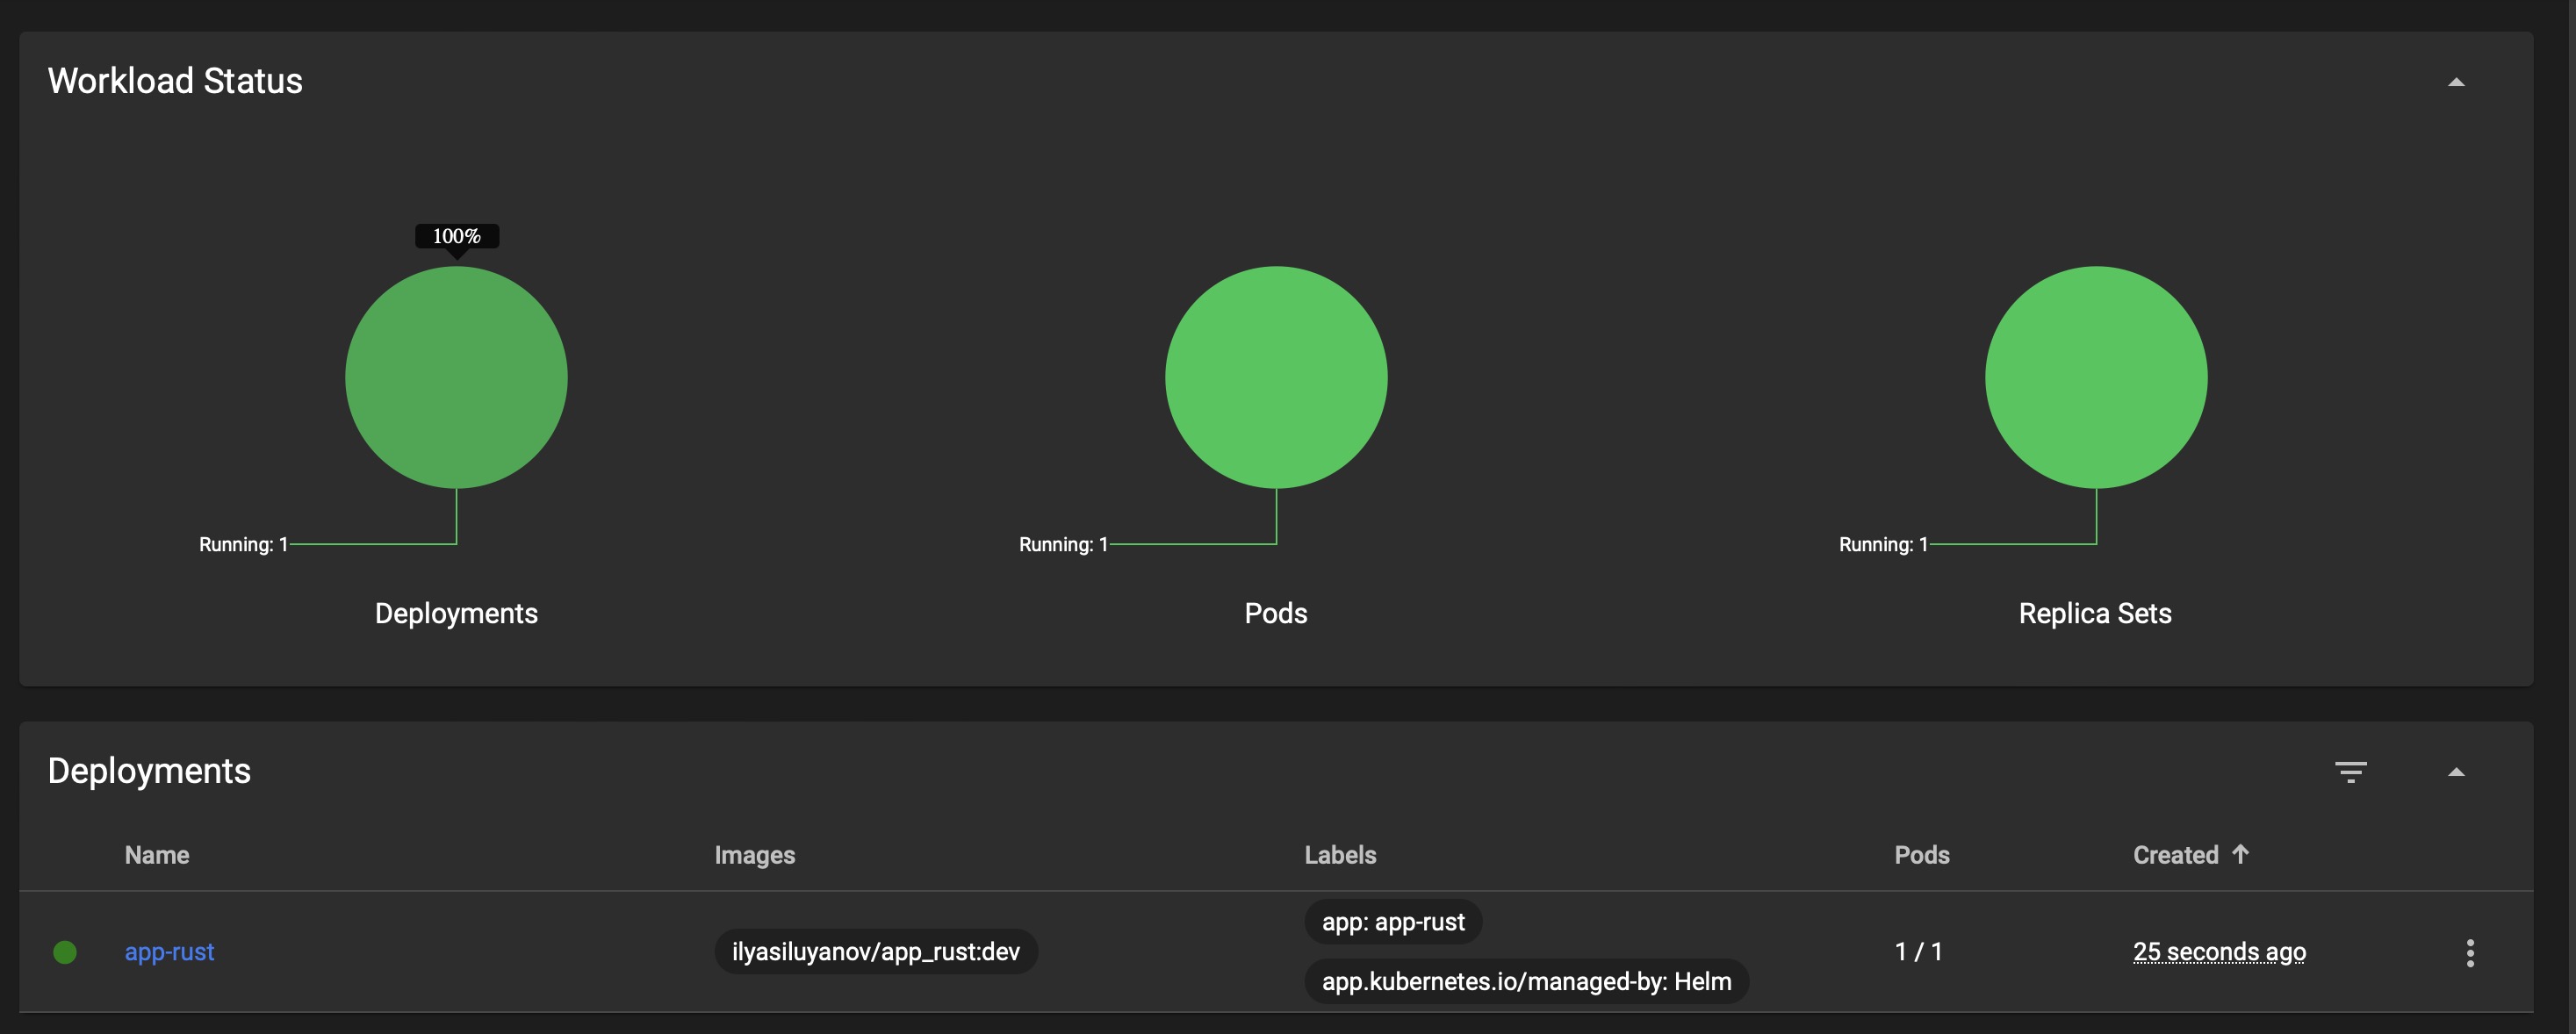 Workload Status
100%
Running: 1
Running: 1
Running: 1
Deployments
Pods
Replica Sets
Deployments
Name Images Labels Pods Created
app: app-rust
app-rust ilyasiluyanov/app_rust:dev 1 / 1 25 seconds ago
app.kubernetes.io/managed-by: Helm